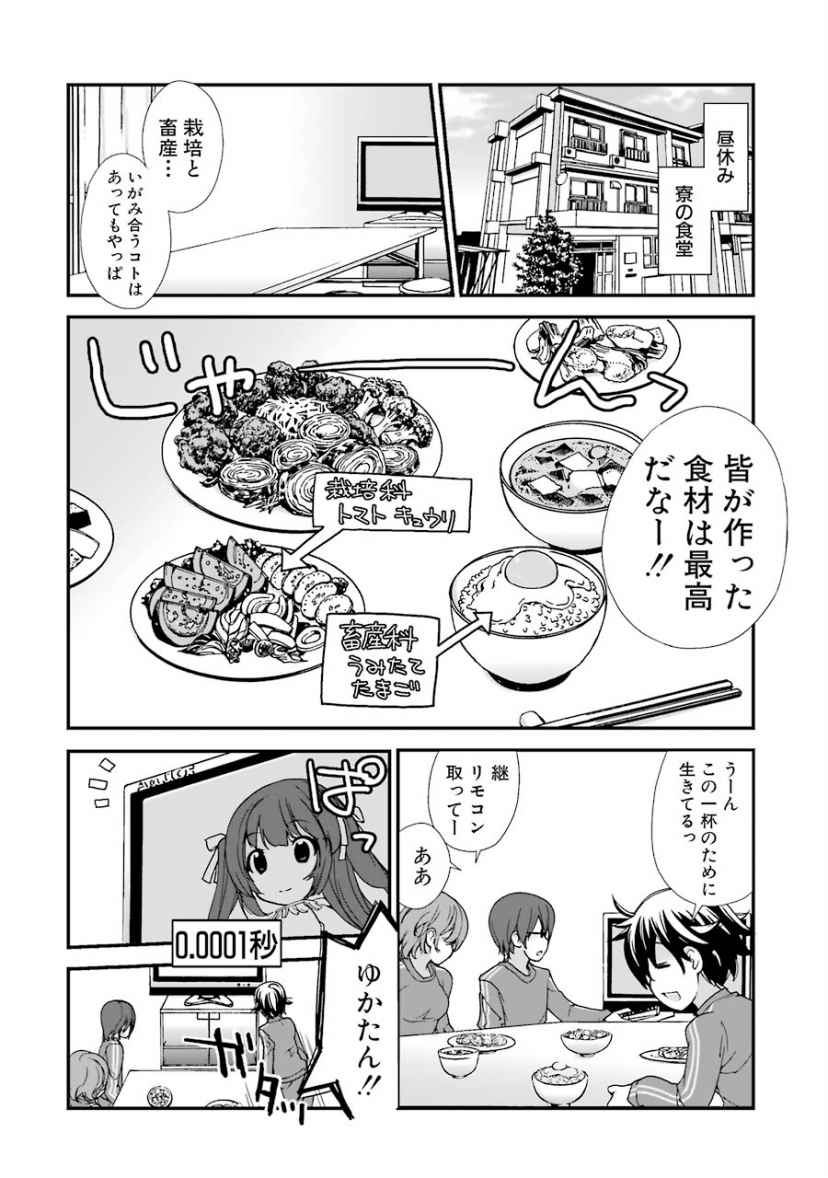 昼休み
寮の食堂
栽培と
畜産…
いがみ合うコトは
あってもやっぱ
じゃーんっ
皆が作った
食材は最高
だなー!!
栽培科
トマト キュウリ
畜産科
うみたて
たまご
うーん
この一杯のために
生きてるっ
継
リモコン
取ってー
ああ
ぱっ
0.0001秒
ゆかたん!!
ガタッ